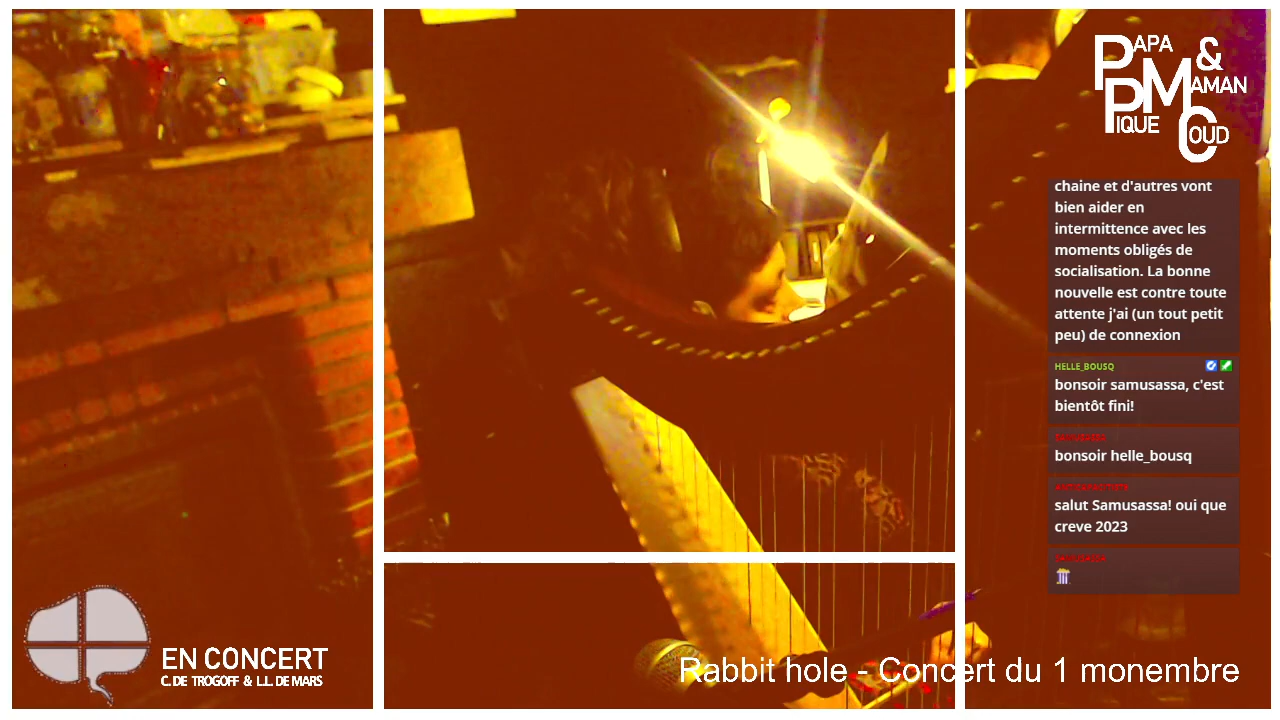 PAPA &
MAMAN
PIQUE
COUD
chaine et d'autres vont
bien aider en
intermittence avec les
moments obligés de
socialisation. La bonne
nouvelle est contre toute
attente j'ai (un tout petit
peu) de connexion
HELLE_BOUSQ
bonsoir samusassa, c'est
bientôt fini!
SAMUSASSA
bonsoir helle_bousq
salut Samusassa! oui que
creve 2023
SAMUSASSA
EN CONCERT
C. DE TROGOFF & L.L. DE MARS
Rabbit hole - Concert du 1 monembre